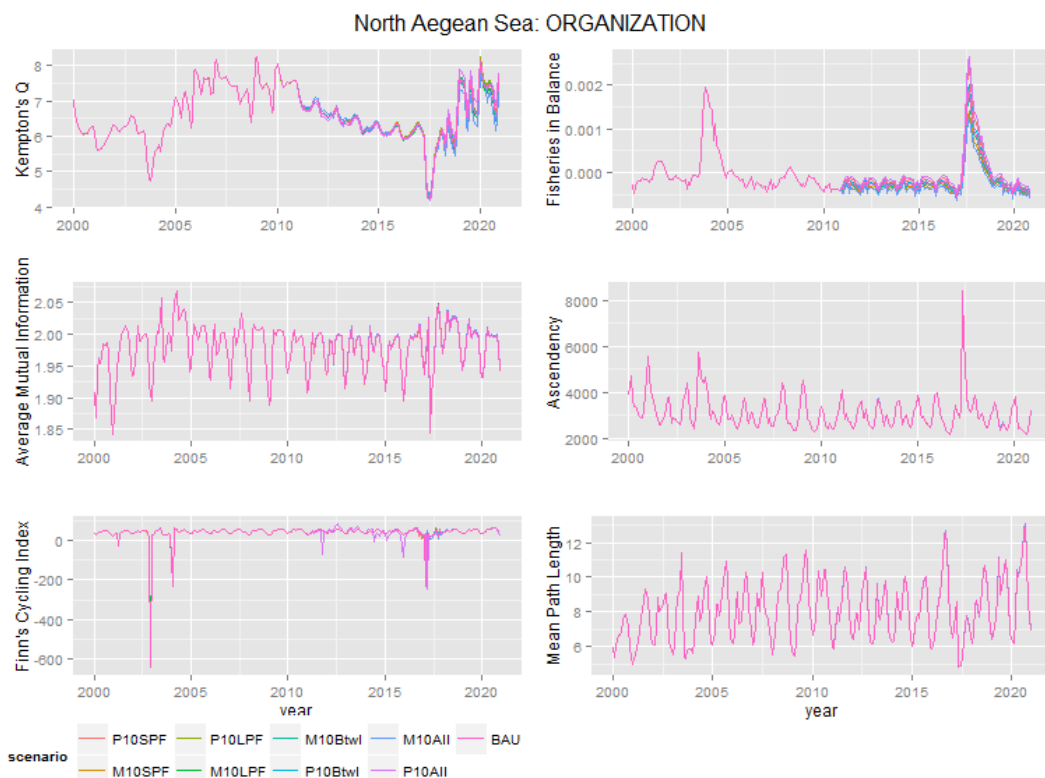 North Aegean Sea: ORGANIZATION
Kempton's Q
8
7
6
5
4
2000 2005 2010 2015 2020
Fisheries in Balance
0.002
0.001
0.000
2000 2005 2010 2015 2020
Average Mutual Information
2.05
2.00
1.95
1.90
1.85
2000 2005 2010 2015 2020
Ascendency
8000
6000
4000
2000
2000 2005 2010 2015 2020
Finn's Cycling Index
0
-200
-400
-600
2000 2005 2010 2015 2020
year
Mean Path Length
12
10
8
6
2000 2005 2010 2015 2020
year
scenario
P10SPF P10LPF M10Btwl M10All BAU
M10SPF M10LPF P10Btwl P10All